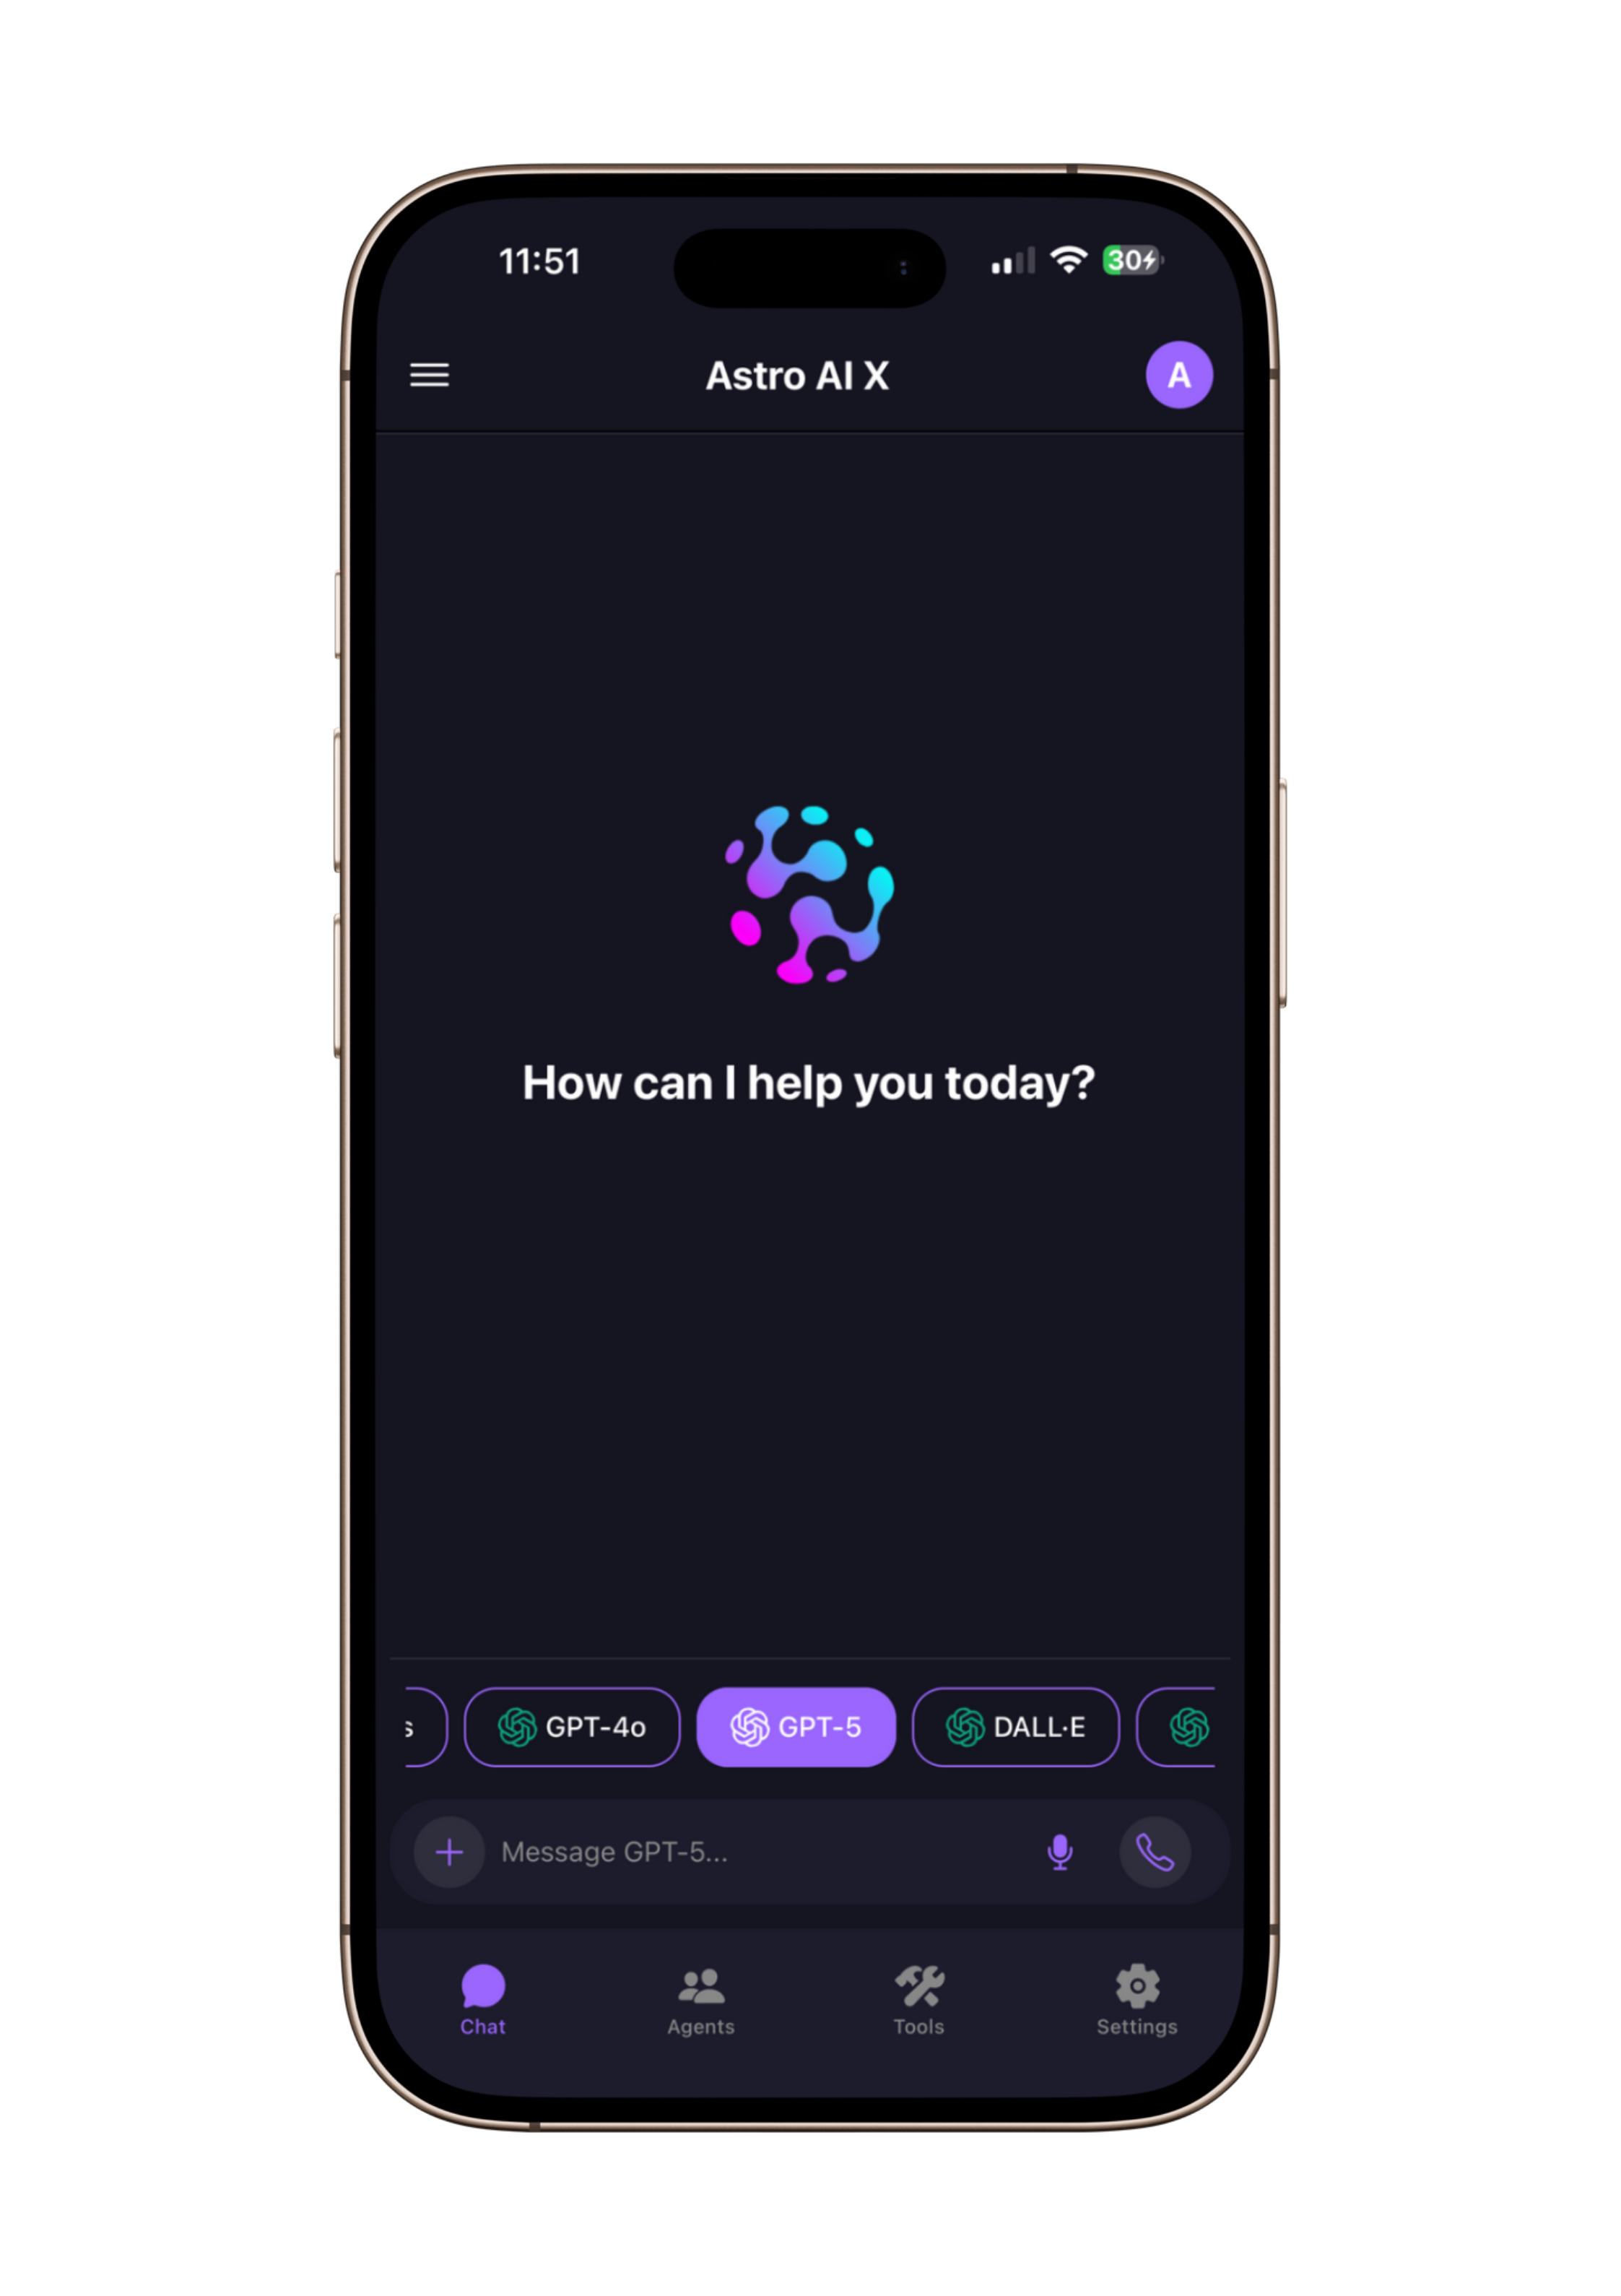 11:51
30
Astro AI X
A
How can I help you today?
s
GPT-4o
GPT-5
DALL·E
Message GPT-5...
Chat
Agents
Tools
Settings